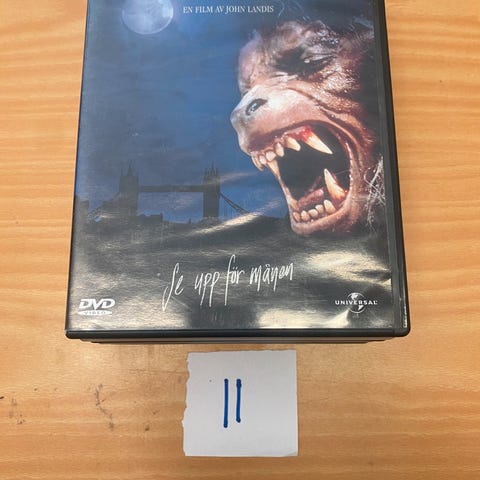 EN FILM AV JOHN LANDIS
Se upp för månen
DVD
VIDEO
UNIVERSAL
11